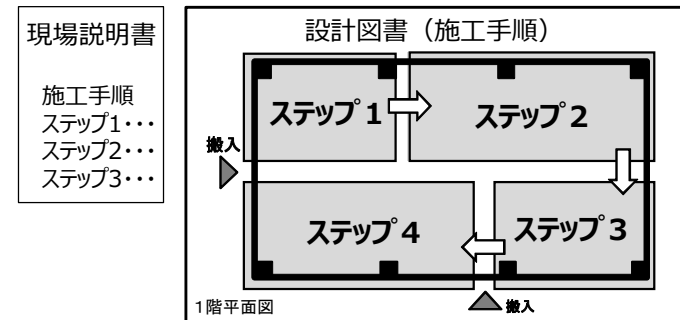 現場説明書
施工手順
ステップ1･･･
ステップ2･･･
ステップ3･･･
設計図書（施工手順）
ステップ1
ステップ2
搬入
ステップ4
ステップ3
1階平面図
搬入